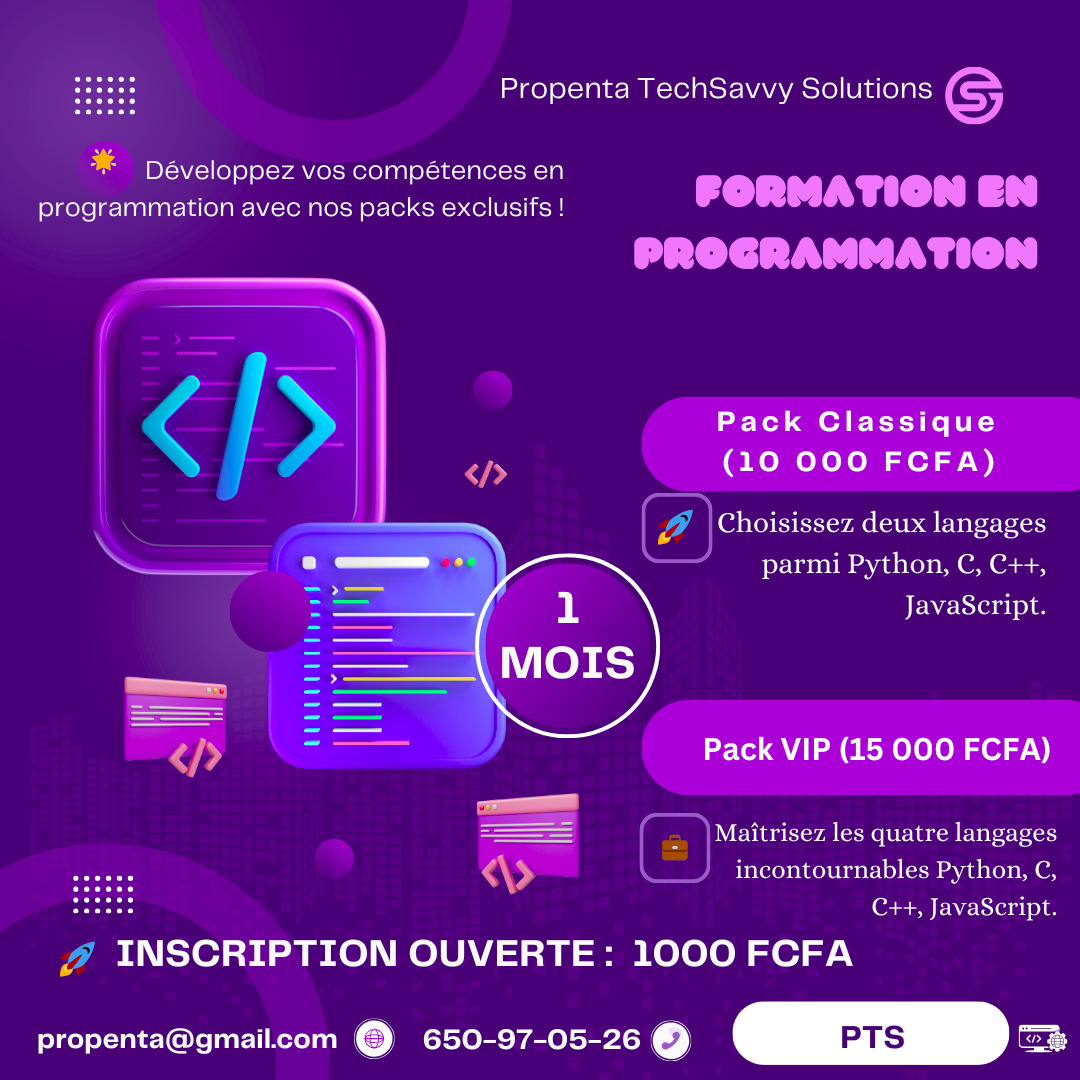 Propenta TechSavvy Solutions
Développez vos compétences en
programmation avec nos packs exclusifs !
FORMATION EN
PROGRAMMATION
Pack Classique
(10 000 FCFA)
Choisissez deux langages
parmi Python, C, C++,
JavaScript.
1
MOIS
Pack VIP (15 000 FCFA)
Maîtrisez les quatre langages
incontournables Python, C,
C++, JavaScript.
INSCRIPTION OUVERTE : 1000 FCFA
propenta@gmail.com
650-97-05-26
PTS